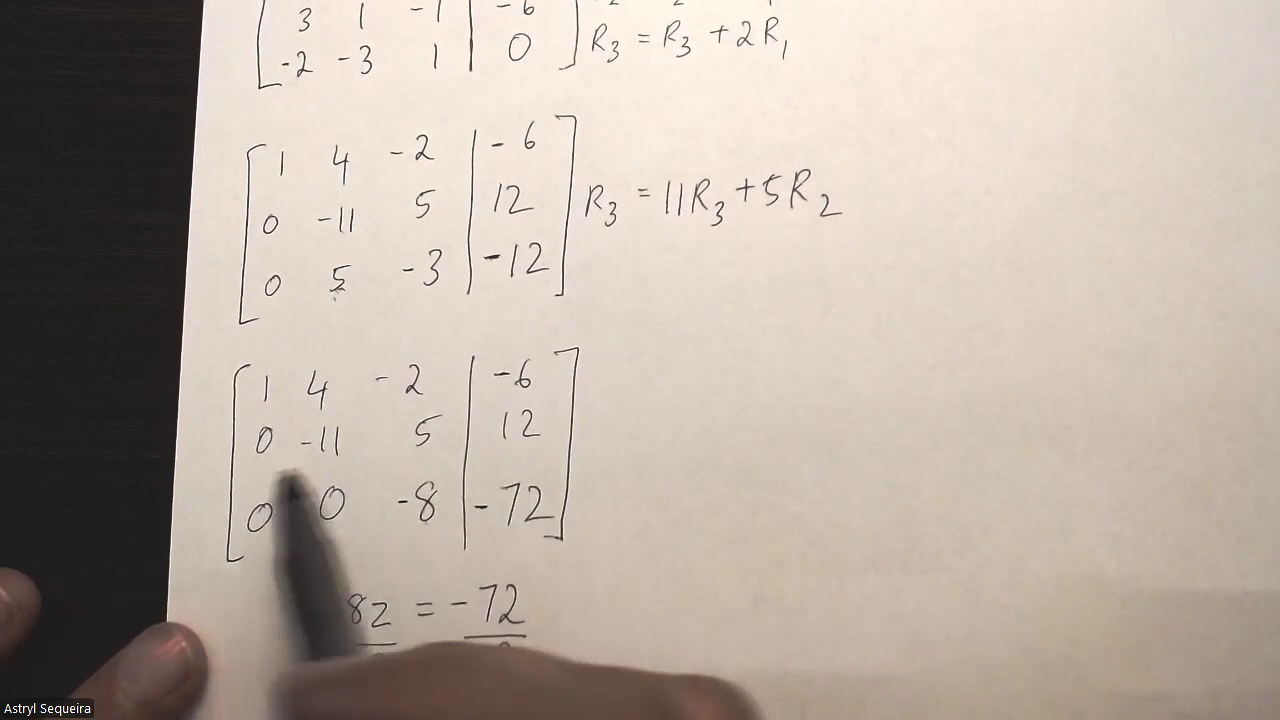 3 1 -1 | -6
-2 -3 1 | 0 R₃ = R₃ + 2R₁
1 4 -2 | -6
0 -11 5 | 12 R₃ = 11R₃ + 5R₂
0 5 -3 | -12
1 4 -2 | -6
0 -11 5 | 12
0 0 -8 | -72
8z = -72
Astryl Sequeira